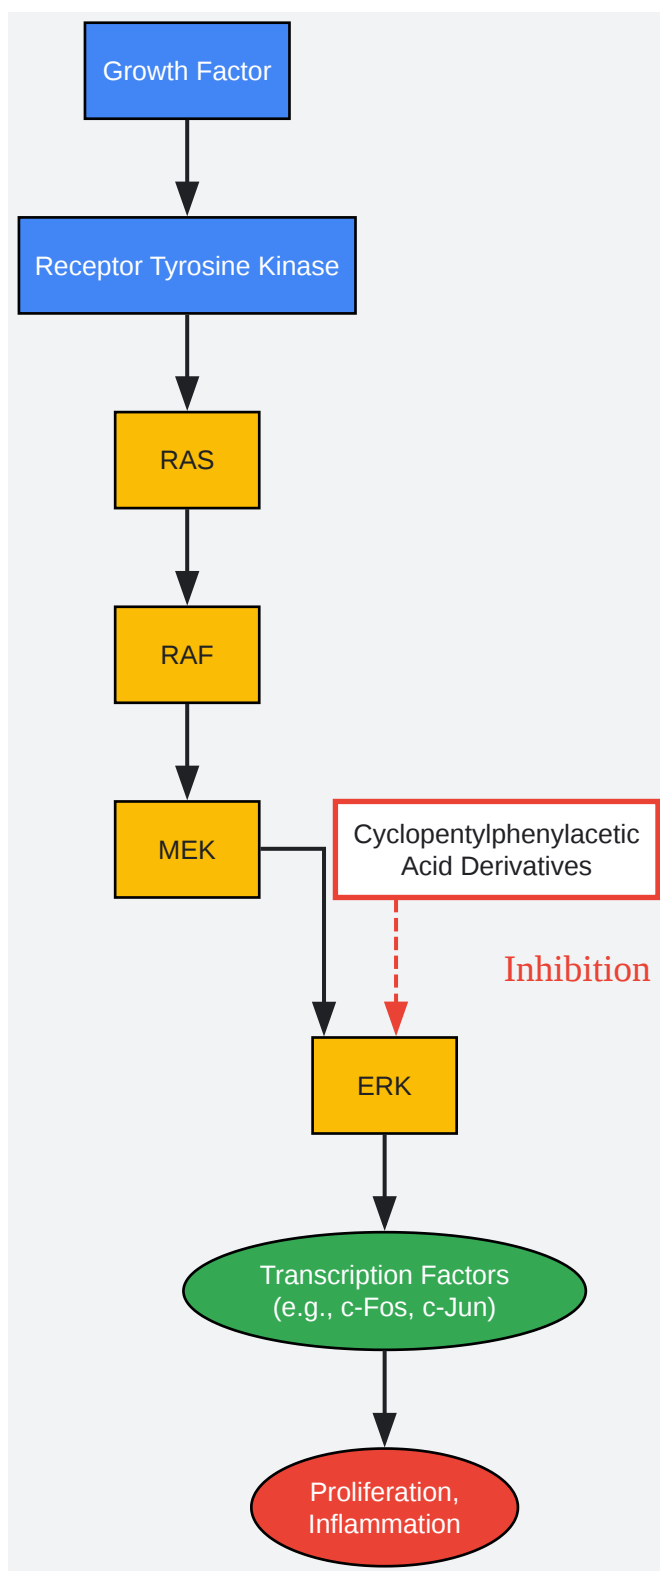 Growth Factor
Receptor Tyrosine Kinase
RAS
RAF
MEK
Cyclopentylphenylacetic
Acid Derivatives
Inhibition
ERK
Transcription Factors
(e.g., c-Fos, c-Jun)
Proliferation,
Inflammation